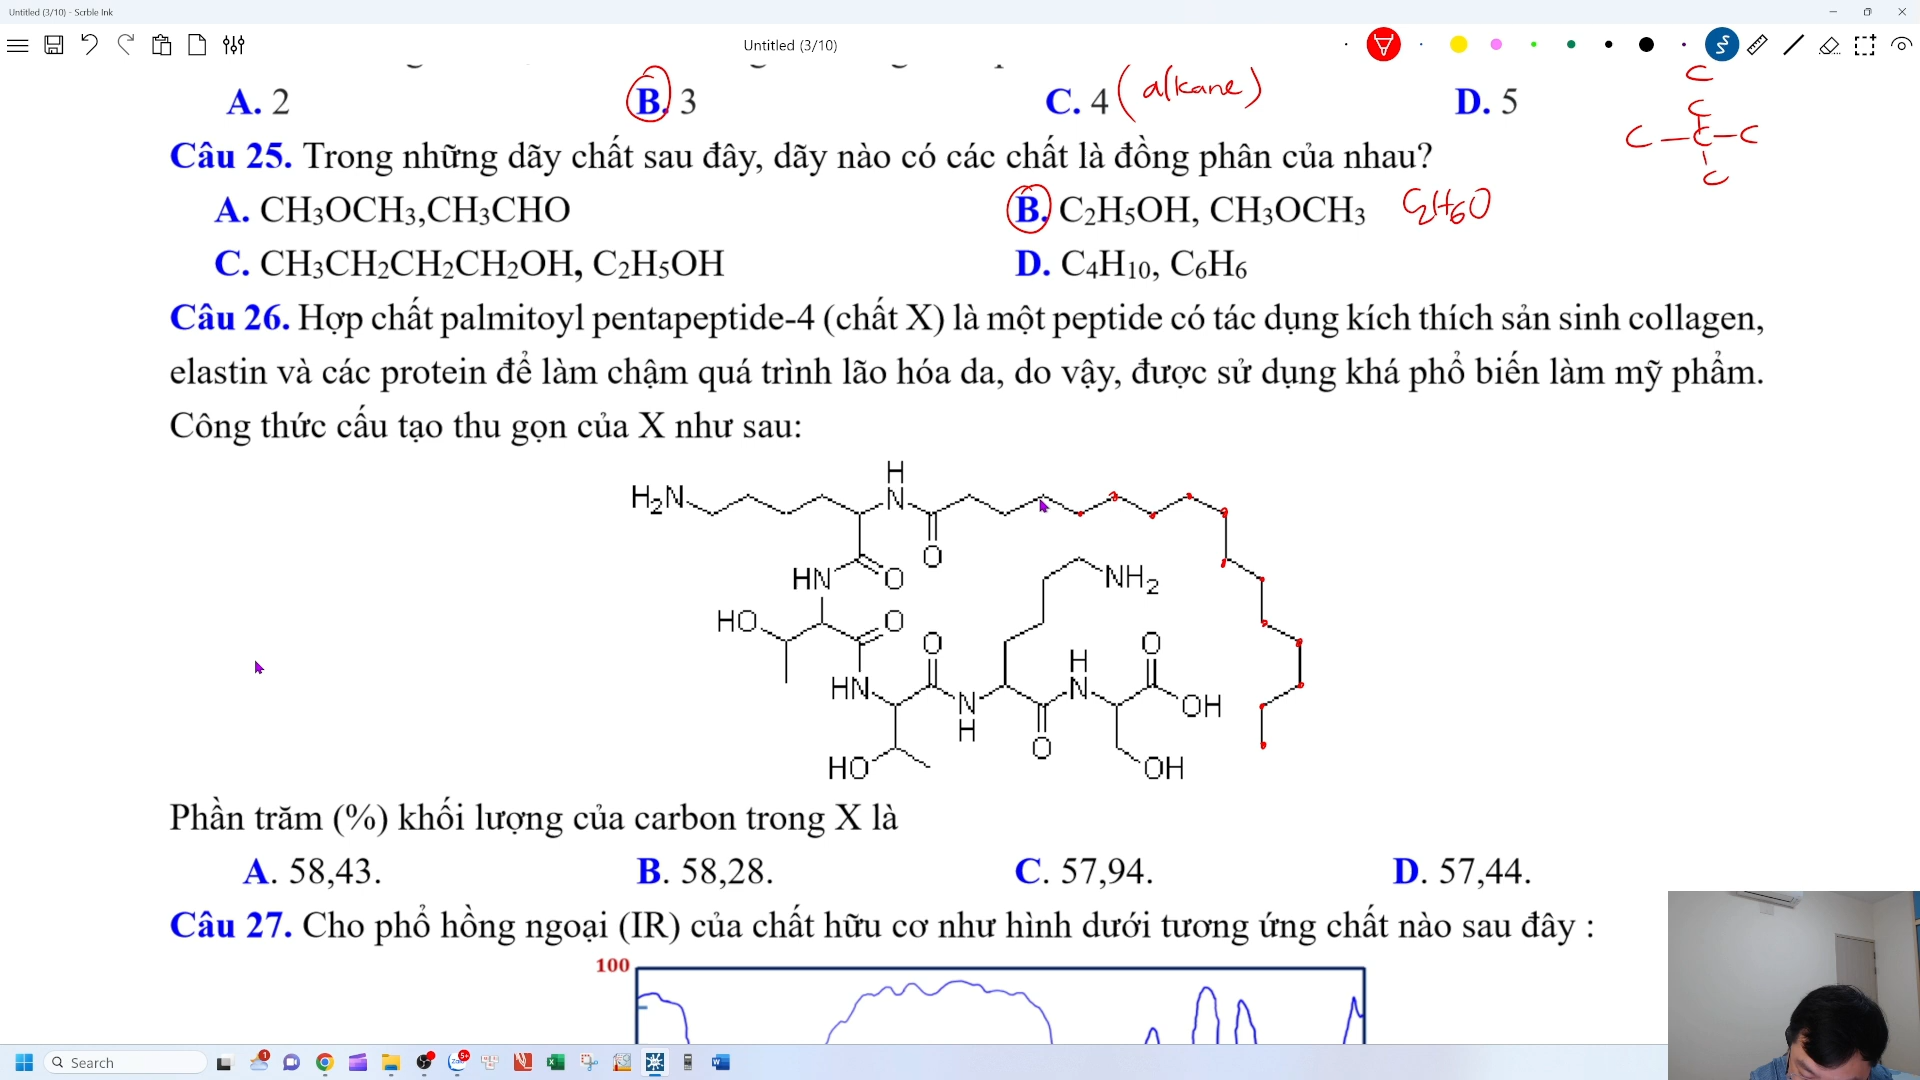 Untitled (3/10) - Scrble Ink
Untitled (3/10)
A. 2 B. 3 C. 4 (alkane) D. 5
C
C
C – C – C
C
Câu 25. Trong những dãy chất sau đây, dãy nào có các chất là đồng phân của nhau?
A. CH3OCH3,CH3CHO B. C2H5OH, CH3OCH3 C2H6O
C. CH3CH2CH2CH2OH, C2H5OH D. C4H10, C6H6
Câu 26. Hợp chất palmitoyl pentapeptide-4 (chất X) là một peptide có tác dụng kích thích sản sinh collagen,
elastin và các protein để làm chậm quá trình lão hóa da, do vậy, được sử dụng khá phổ biến làm mỹ phẩm.
Công thức cấu tạo thu gọn của X như sau:
H
H2N N
O
HN O NH2
HO O O O
H
HN N N OH
H O
HO OH
Phần trăm (%) khối lượng của carbon trong X là
A. 58,43. B. 58,28. C. 57,94. D. 57,44.
Câu 27. Cho phổ hồng ngoại (IR) của chất hữu cơ như hình dưới tương ứng chất nào sau đây :
100
Search